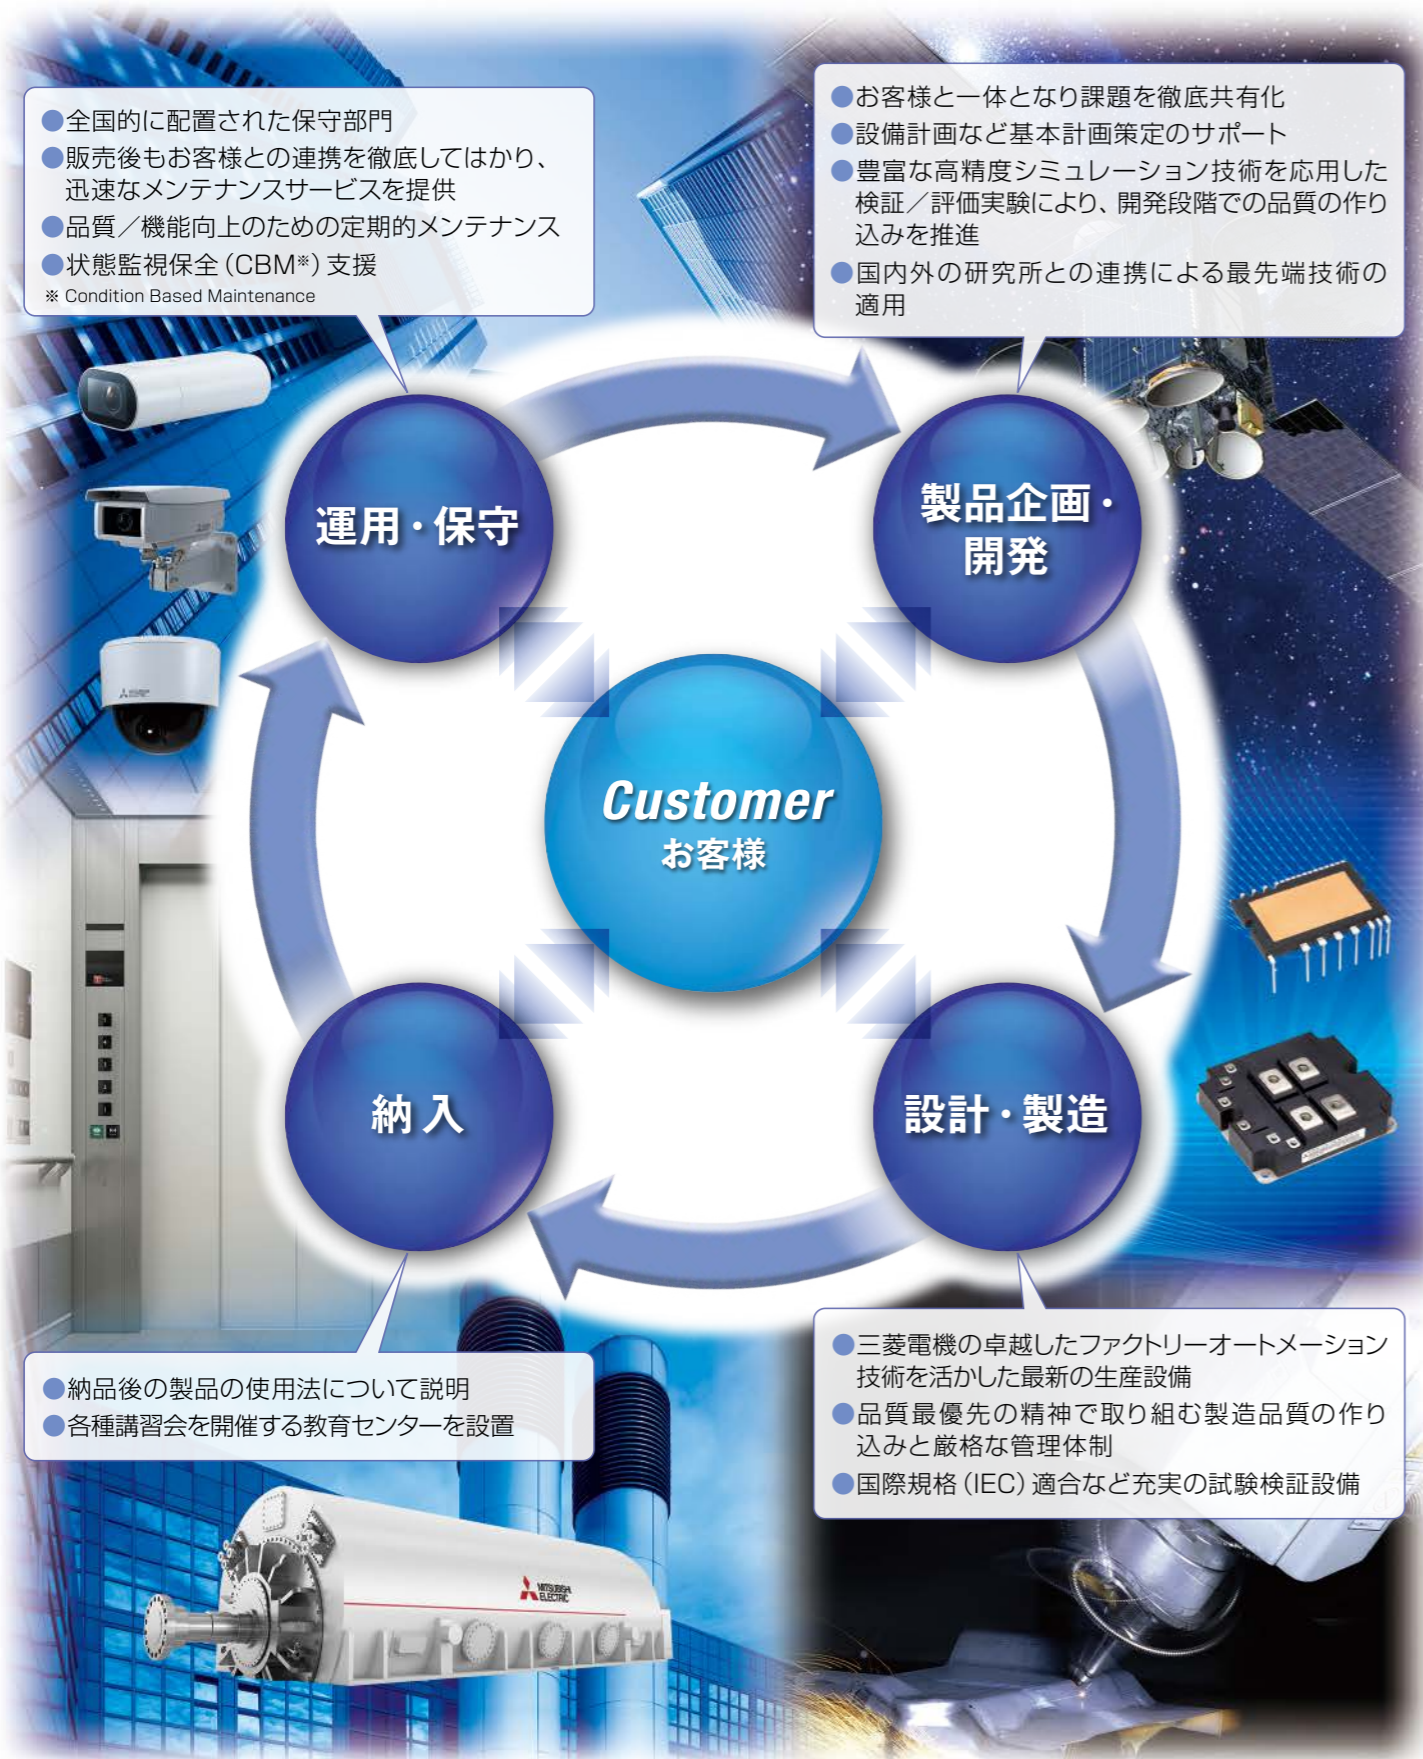 ●全国的に配置された保守部門
●販売後もお客様との連携を徹底してはかり、
迅速なメンテナンスサービスを提供
●品質／機能向上のための定期的メンテナンス
●状態監視保全（CBM※）支援
※ Condition Based Maintenance
●お客様と一体となり課題を徹底共有化
●設備計画など基本計画策定のサポート
●豊富な高精度シミュレーション技術を応用した
検証／評価実験により、開発段階での品質の作り
込みを推進
●国内外の研究所との連携による最先端技術の
適用
運用・保守
製品企画・
開発
Customer
お客様
納入
設計・製造
●納品後の製品の使用法について説明
●各種講習会を開催する教育センターを設置
●三菱電機の卓越したファクトリーオートメーション
技術を活かした最新の生産設備
●品質最優先の精神で取り組む製造品質の作り
込みと厳格な管理体制
●国際規格（IEC）適合など充実の試験検証設備
MITSUBISHI
ELECTRIC